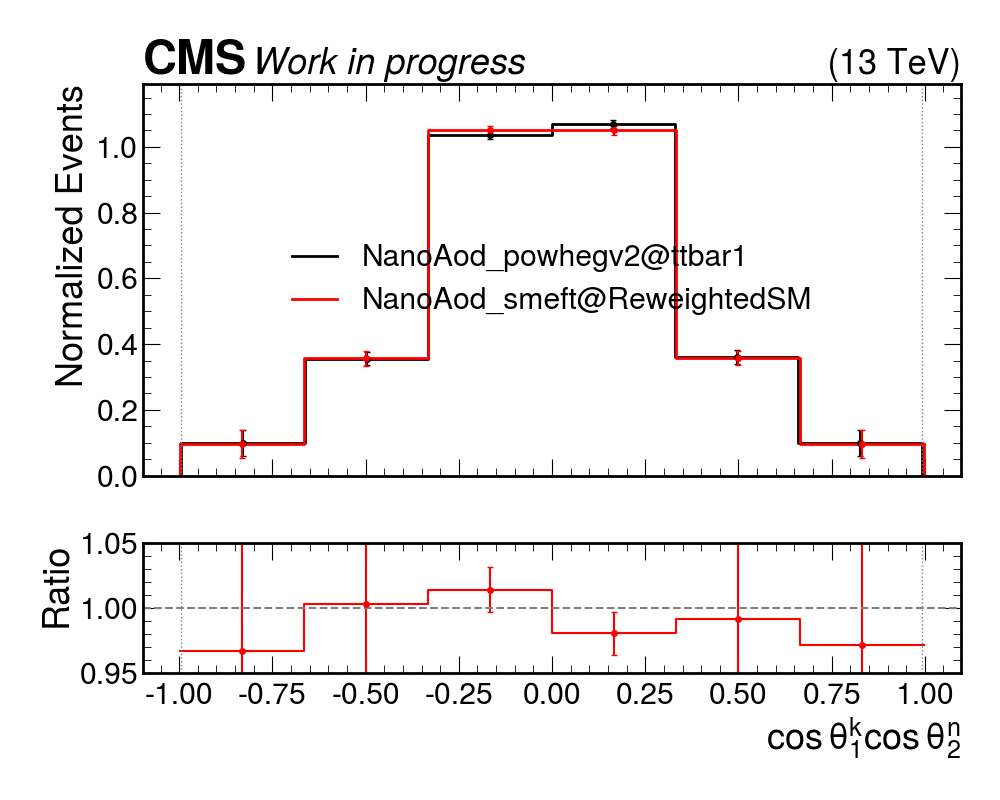 CMS Work in progress (13 TeV)
Normalized Events
1.0
0.8
0.6
0.4
0.2
0.0
NanoAod_powhegv2@ttbar1
NanoAod_smeft@ReweightedSM
Ratio
1.05
1.00
0.95
-1.00 -0.75 -0.50 -0.25 0.00 0.25 0.50 0.75 1.00
cos θ₁ᵏcos θ₂ⁿ